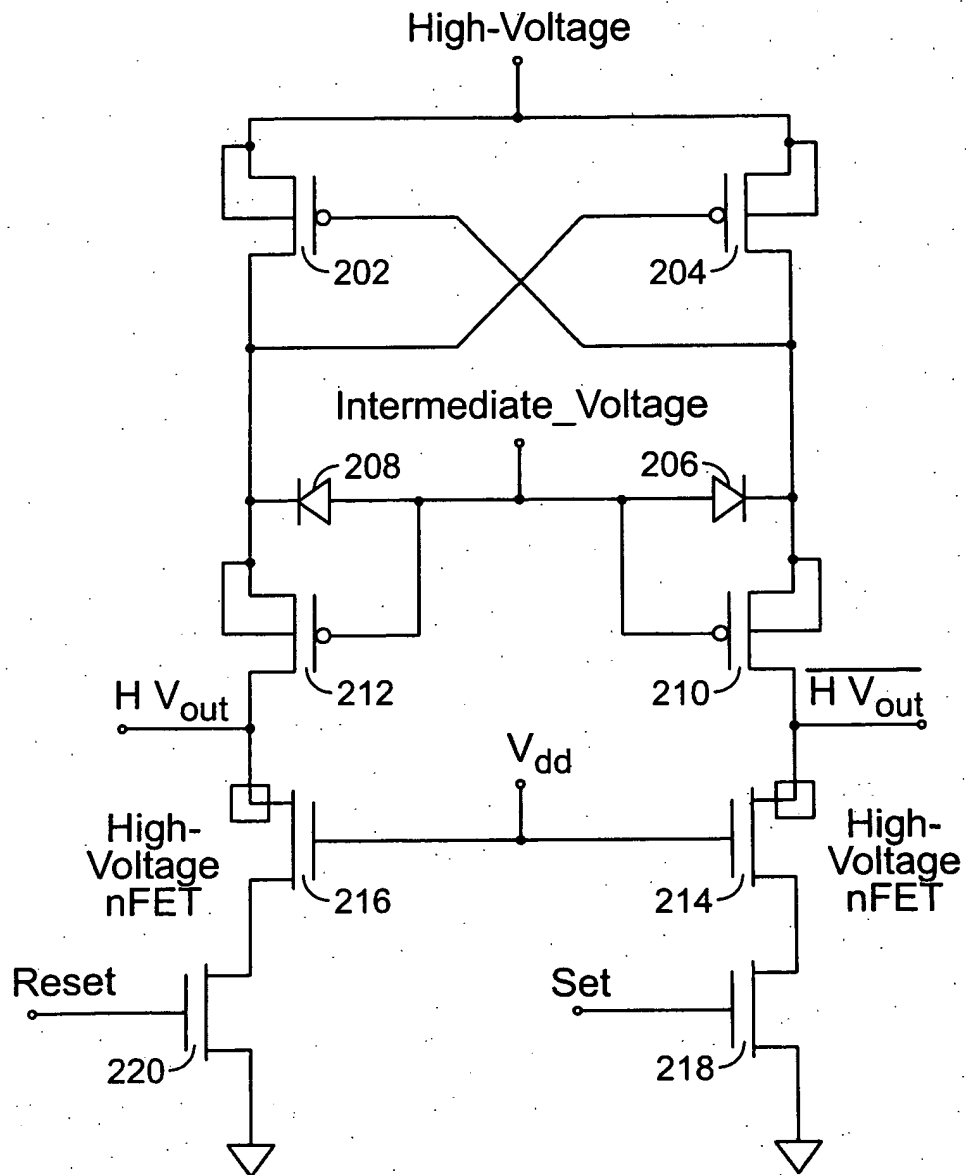 High-Voltage
202
204
Intermediate_Voltage
208
206
212
210
H Vout
H Vout
Vdd
High-
Voltage
nFET
216
214
High-
Voltage
nFET
Reset
Set
220
218